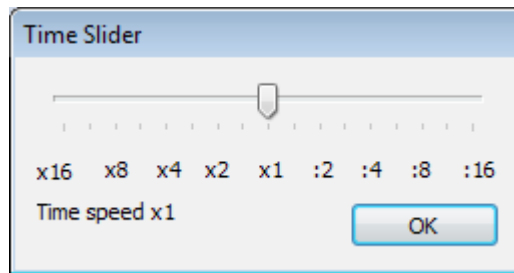 Time Slider
x16 x8 x4 x2 x1 :2 :4 :8 :16
Time speed x1
OK